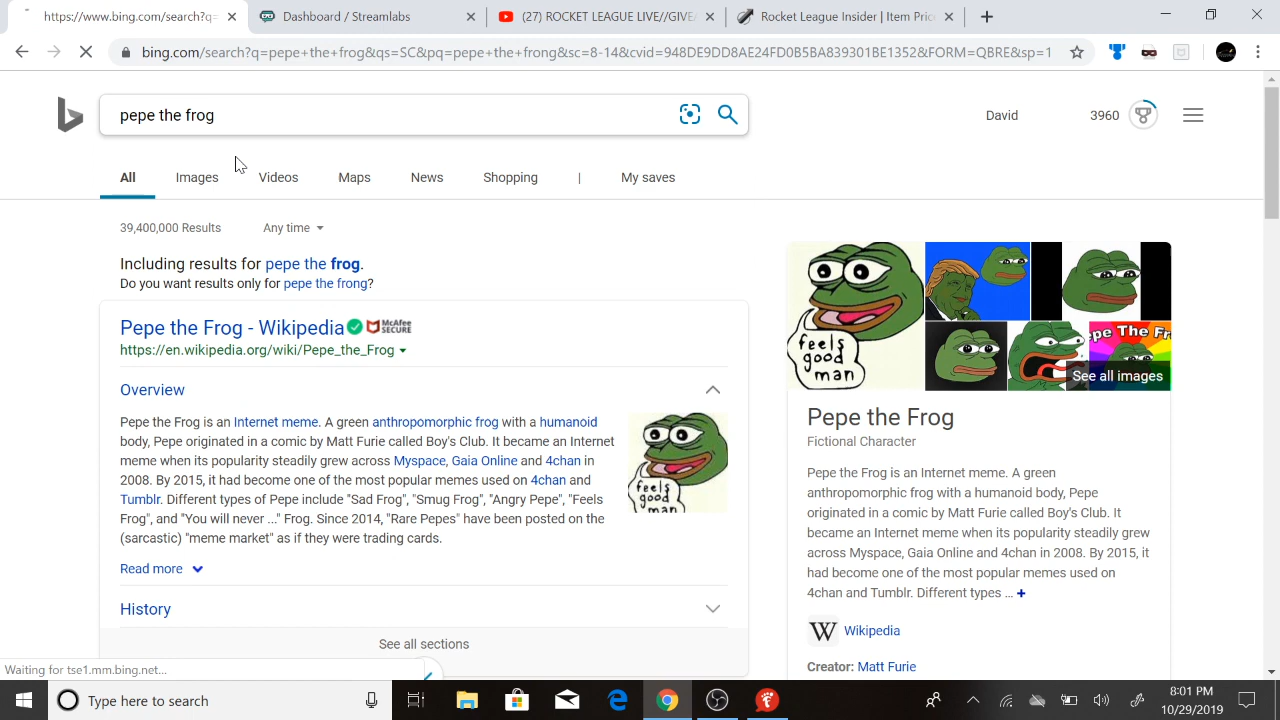 https://www.bing.com/search?q=
Dashboard / Streamlabs
(27) ROCKET LEAGUE LIVE//GIVEA
Rocket League Insider | Item Pric
bing.com/search?q=pepe+the+frog&qs=SC&pq=pepe+the+frong&sc=8-14&cvid=948DE9DD8AE24FD0B5BA839301BE1352&FORM=QBRE&sp=1
pepe the frog
David
3960
All
Images
Videos
Maps
News
Shopping
|
My saves
39,400,000 Results
Any time
Including results for pepe the frog.
Do you want results only for pepe the frong?
Pepe the Frog - Wikipedia
McAfee
SECURE
https://en.wikipedia.org/wiki/Pepe_the_Frog
Overview
Pepe the Frog is an Internet meme. A green anthropomorphic frog with a humanoid
body, Pepe originated in a comic by Matt Furie called Boy's Club. It became an Internet
meme when its popularity steadily grew across Myspace, Gaia Online and 4chan in
2008. By 2015, it had become one of the most popular memes used on 4chan and
Tumblr. Different types of Pepe include "Sad Frog", "Smug Frog", "Angry Pepe", "Feels
Frog", and "You will never ..." Frog. Since 2014, "Rare Pepes" have been posted on the
(sarcastic) "meme market" as if they were trading cards.
feels
good
man
Read more
History
See all sections
feels
good
man
pe The Fr
See all images
Pepe the Frog
Fictional Character
Pepe the Frog is an Internet meme. A green
anthropomorphic frog with a humanoid body, Pepe
originated in a comic by Matt Furie called Boy's Club. It
became an Internet meme when its popularity steadily grew
across Myspace, Gaia Online and 4chan in 2008. By 2015, it
had become one of the most popular memes used on
4chan and Tumblr. Different types ... +
W Wikipedia
Creator: Matt Furie
Waiting for tse1.mm.bing.net...
Type here to search
8:01 PM
10/29/2019